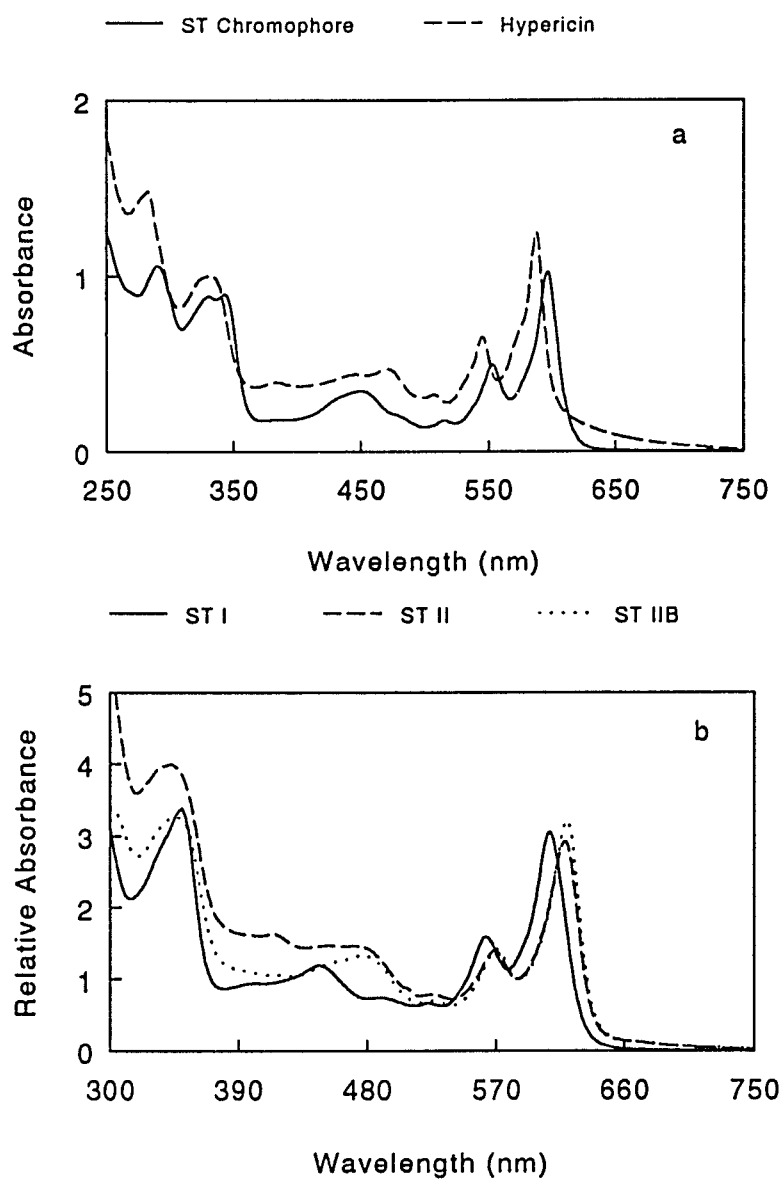 ST Chromophore Hypericin
a
2
1
0
Absorbance
250 350 450 550 650 750
Wavelength (nm)
ST I ST II ST IIB
b
5
4
3
2
1
0
Relative Absorbance
300 390 480 570 660 750
Wavelength (nm)